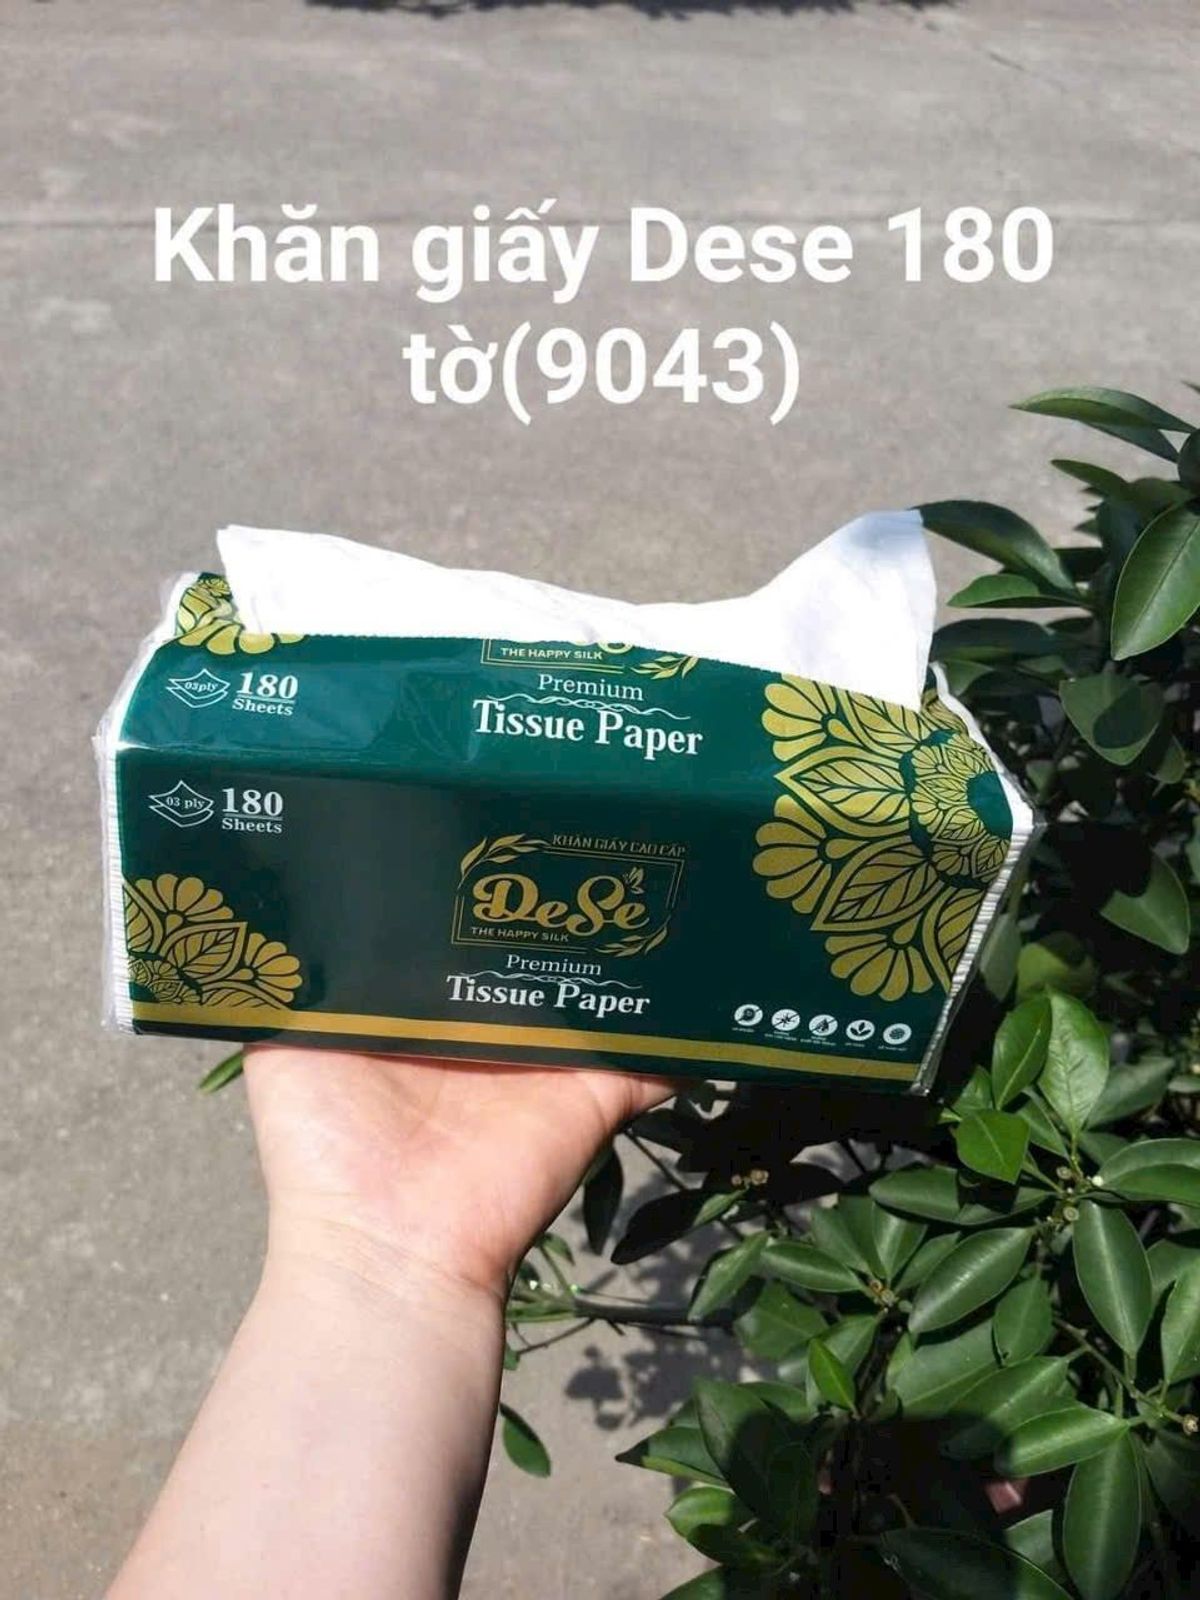 Khăn giấy Dese 180
tờ(9043)
THE HAPPY SILK
Premium
Tissue Paper
03ply
180
Sheets
03 ply
180
Sheets
KHĂN GIẤY CAO CẤP
DeSe
THE HAPPY SILK
Premium
Tissue Paper